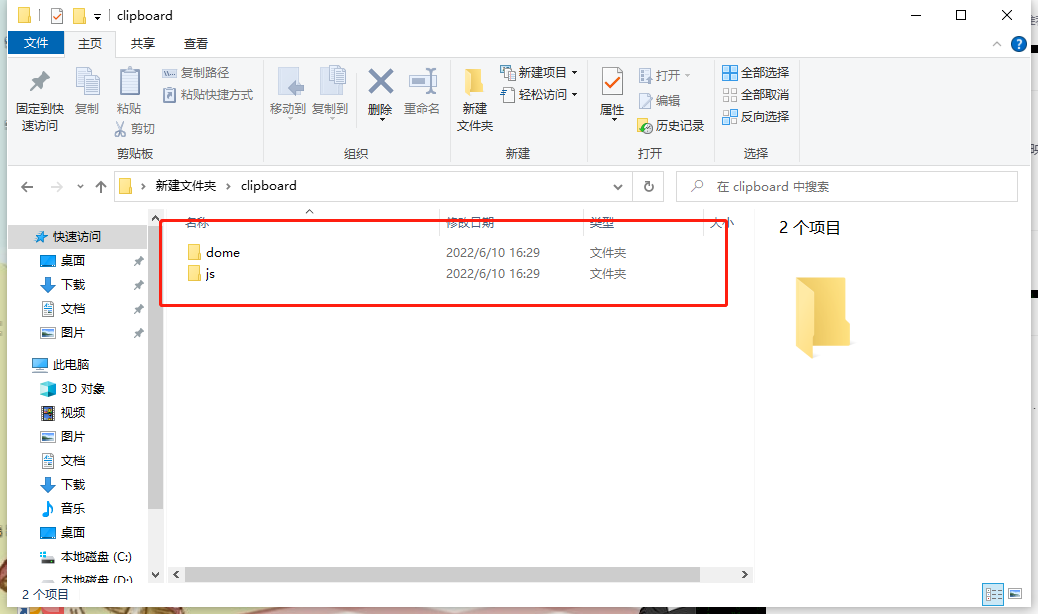 clipboard
文件 主页 共享 查看
固定到快速访问
复制
粘贴
复制路径
粘贴快捷方式
剪切
剪贴板
移动到
复制到
删除
重命名
组织
新建文件夹
新建项目
轻松访问
新建
属性
打开
编辑
历史记录
打开
全部选择
全部取消
反向选择
选择
新建文件夹 › clipboard
在 clipboard 中搜索
快速访问
桌面
下载
文档
图片
此电脑
3D 对象
视频
图片
文档
下载
音乐
桌面
本地磁盘 (C:)
本地磁盘 (D:)
名称 修改日期 类型 大小
dome 2022/6/10 16:29 文件夹
js 2022/6/10 16:29 文件夹
2 个项目
2 个项目